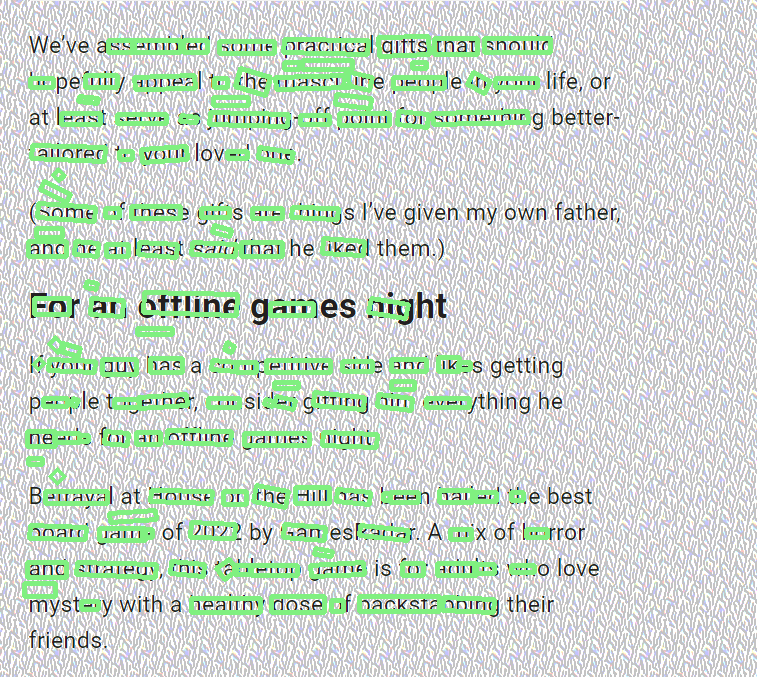 We've assembled some practical gifts that should
hopefully appeal to the masculine people in your life, or
at least serve as jumping-off point for something better-
tailored to your loved one.
(Some of these gifts are things I've given my own father,
and he at least said that he liked them.)
For an offline games night
If your guy has a competitive side and likes getting
people together, consider gifting him everything he
needs for an offline games night.
Betrayal at House on the Hill has been hailed the best
board game of 2022 by GamesRadar. A mix of horror
and strategy, this tabletop game is for adults who love
mystery with a healthy dose of backstabbing their
friends.